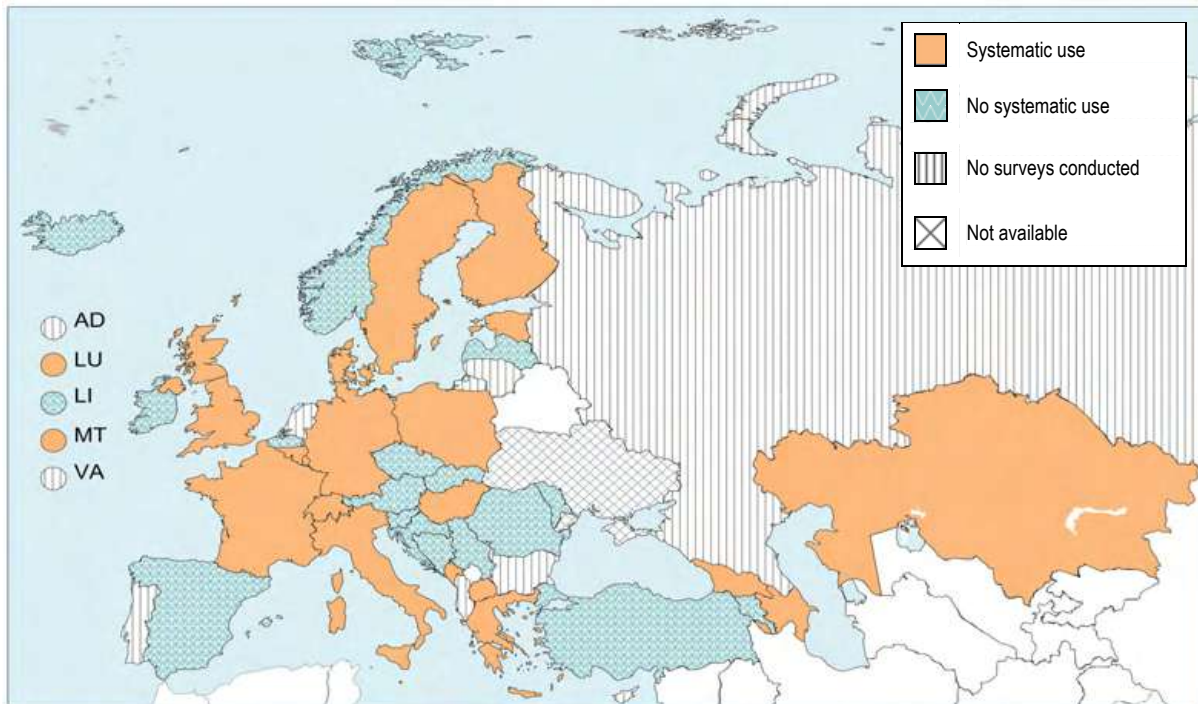 Systematic use
No systematic use
No surveys conducted
Not available
AD
LU
LI
MT
VA